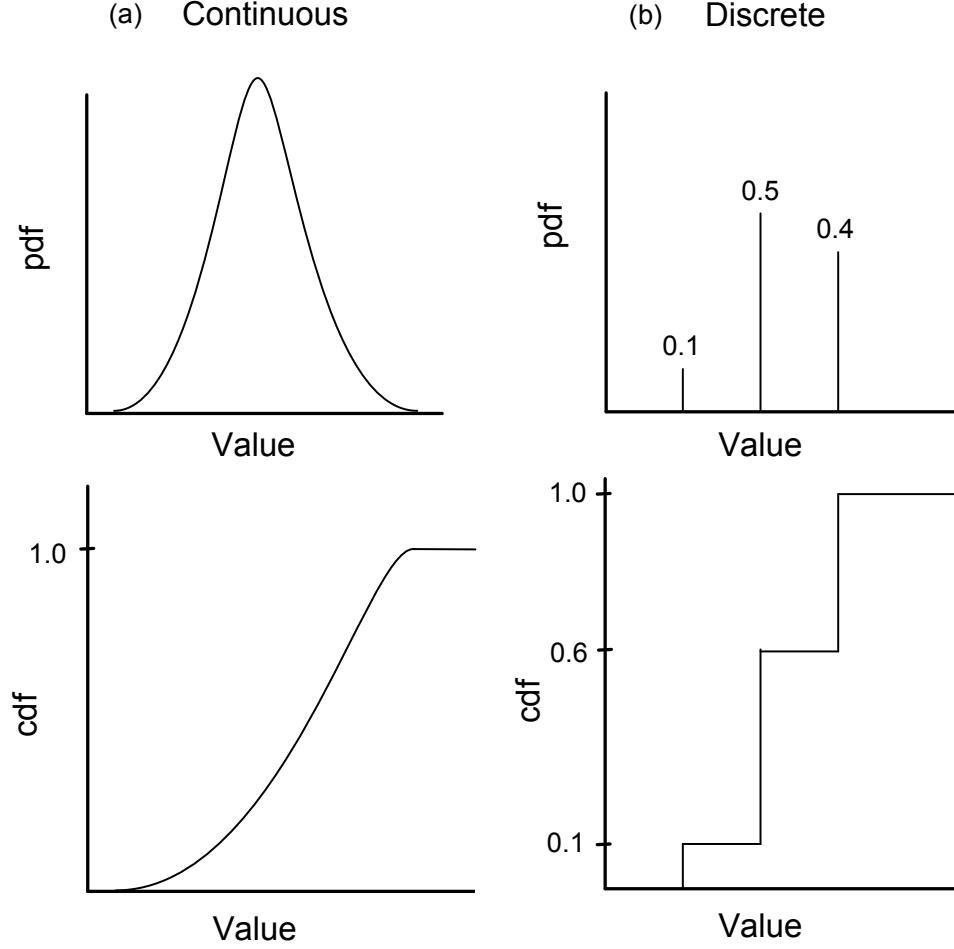 (a) Continuous
pdf
Value
1.0
cdf
Value
(b) Discrete
pdf
0.5
0.4
0.1
Value
1.0
0.6
cdf
0.1
Value